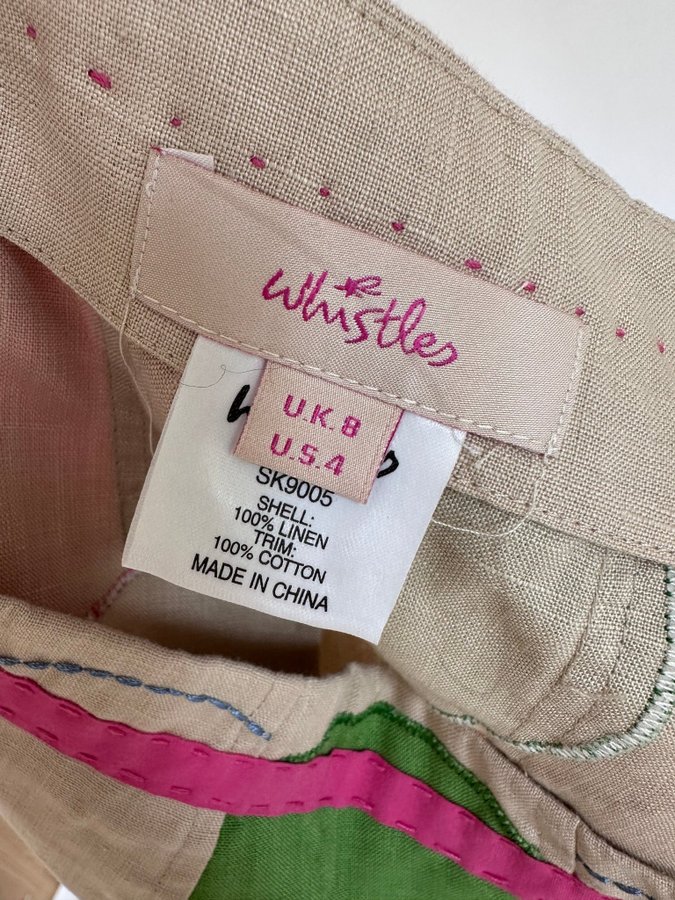 Whistles
U.K. 8
U.S.4
SK9005
SHELL:
100% LINEN
TRIM:
100% COTTON
MADE IN CHINA